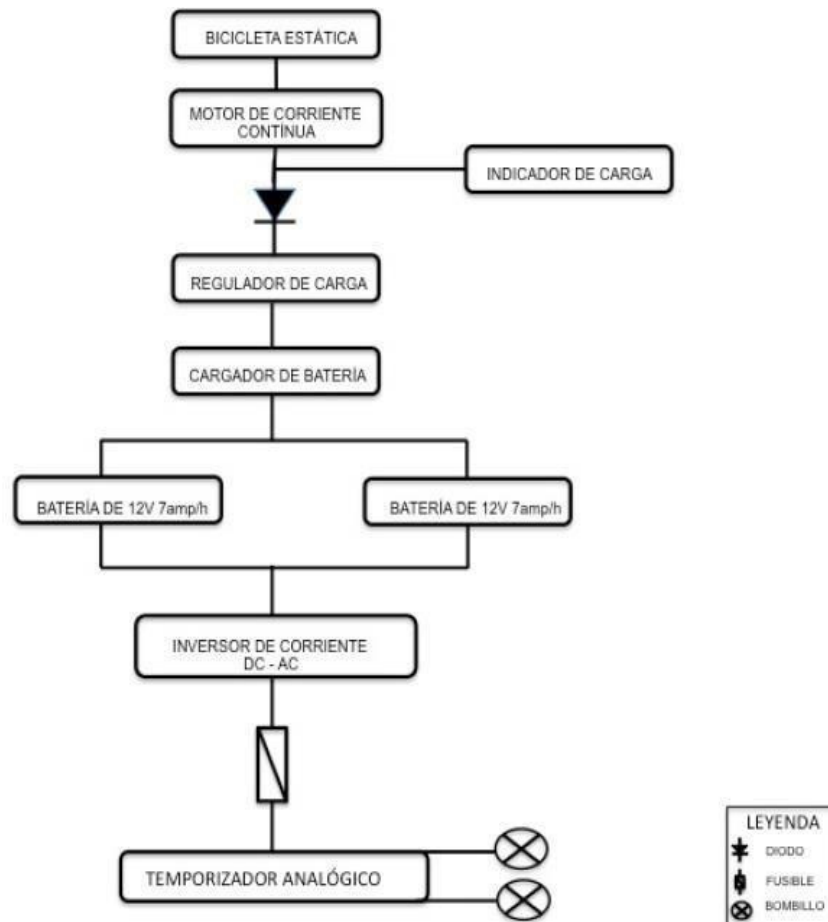 BICICLETA ESTÁTICA
MOTOR DE CORRIENTE
CONTÍNUA
INDICADOR DE CARGA
REGULADOR DE CARGA
CARGADOR DE BATERÍA
BATERÍA DE 12V 7amp/h
BATERÍA DE 12V 7amp/h
INVERSOR DE CORRIENTE
DC - AC
TEMPORIZADOR ANALÓGICO
LEYENDA
DIODO
FUSIBLE
BOMBILLO